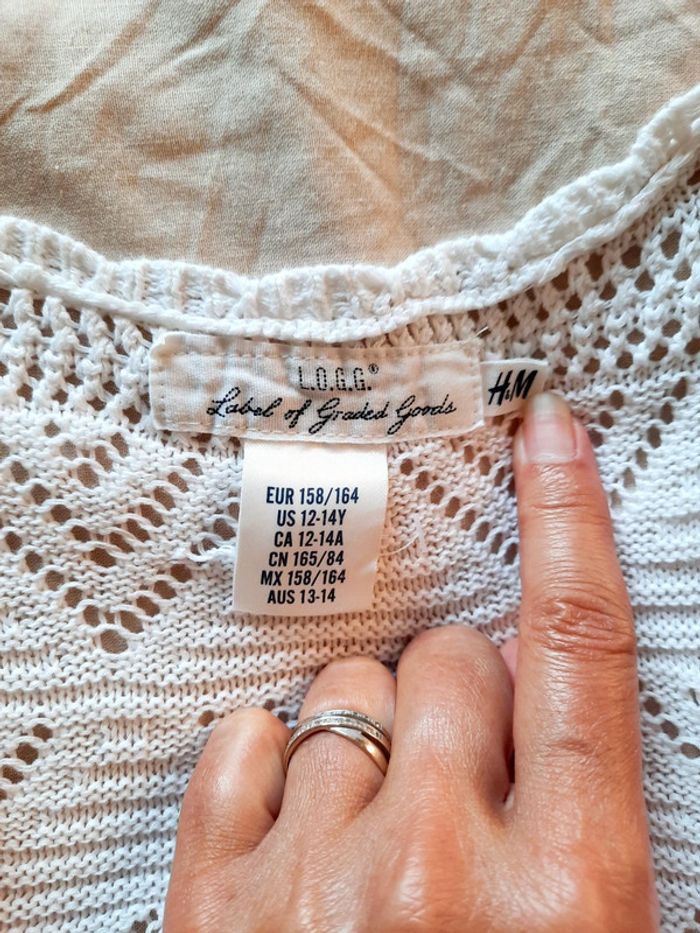 L.O.G.G.®
Label of Graded Goods
H&M
EUR 158/164
US 12-14Y
CA 12-14A
CN 165/84
MX 158/164
AUS 13-14